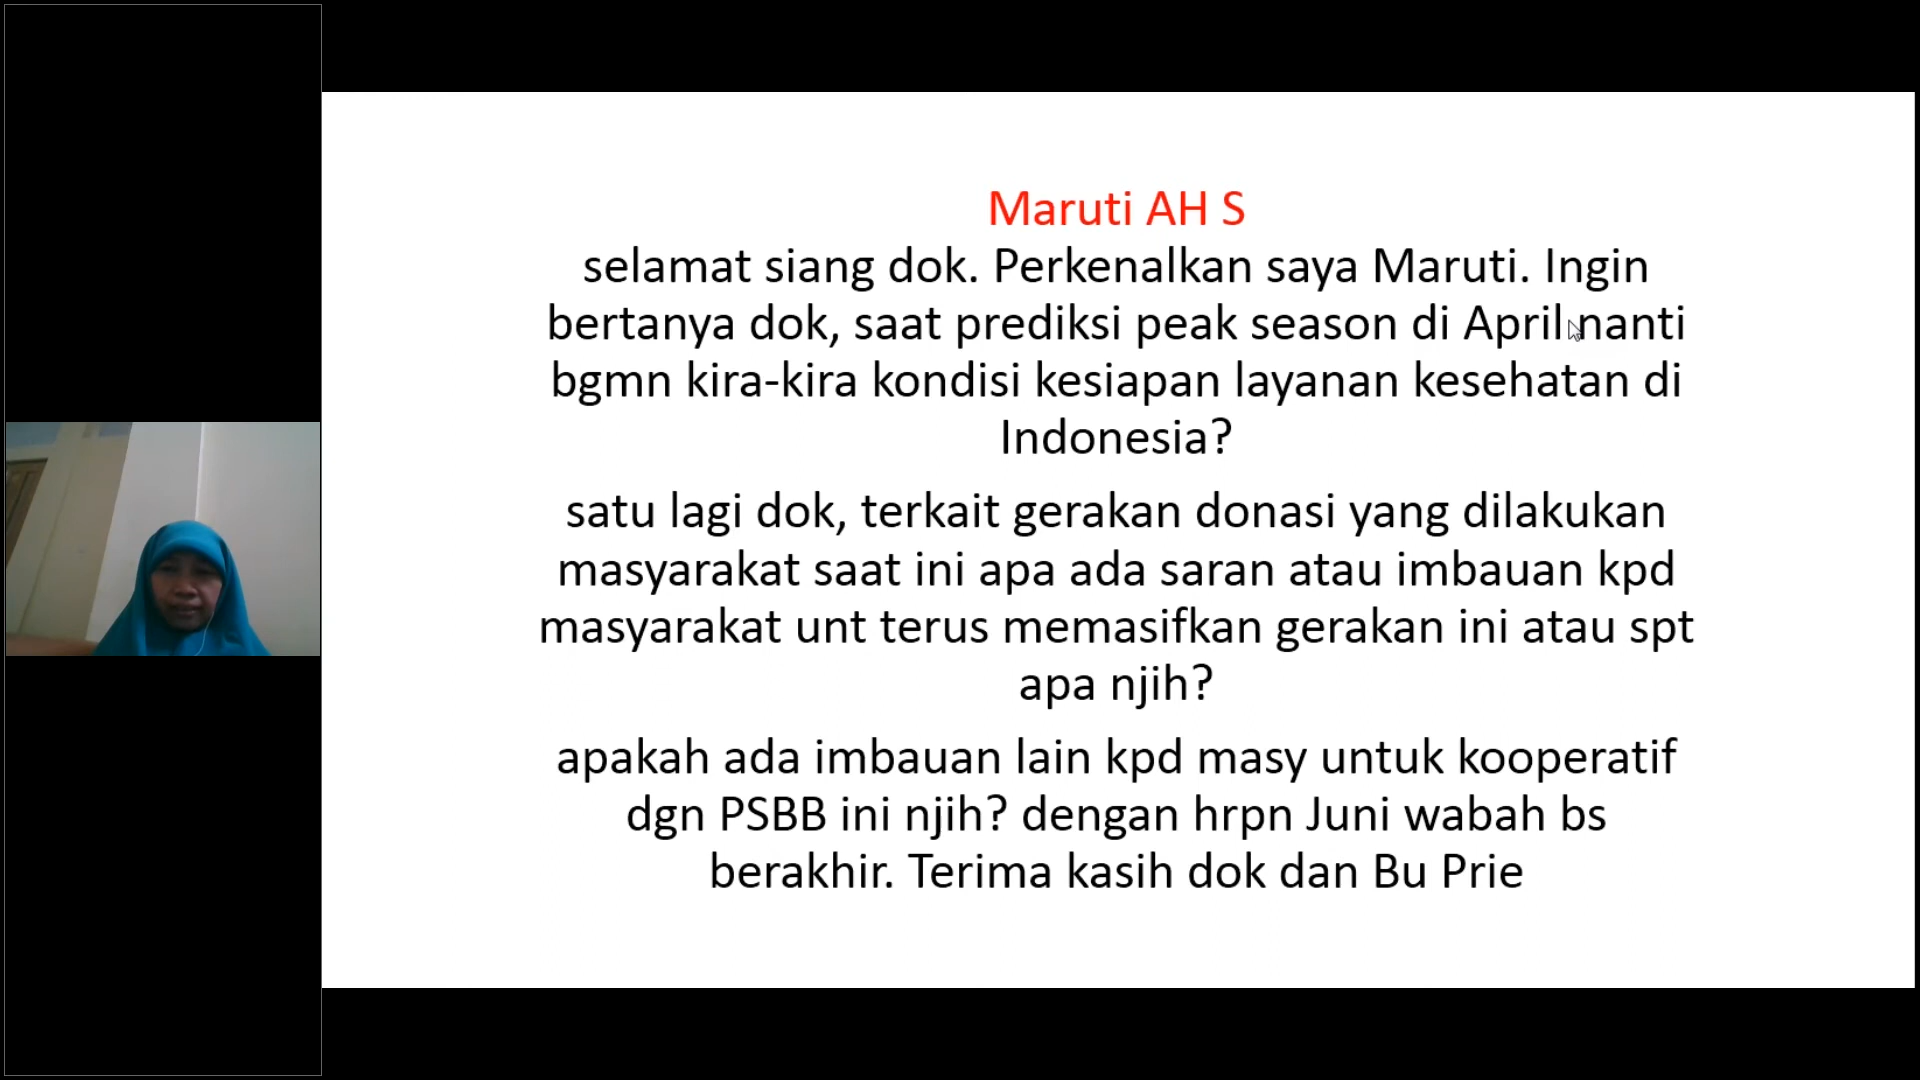 Maruti AH S
selamat siang dok. Perkenalkan saya Maruti. Ingin
bertanya dok, saat prediksi peak season di April nanti
bgmn kira-kira kondisi kesiapan layanan kesehatan di
Indonesia?
satu lagi dok, terkait gerakan donasi yang dilakukan
masyarakat saat ini apa ada saran atau imbauan kpd
masyarakat unt terus memasifkan gerakan ini atau spt
apa njih?
apakah ada imbauan lain kpd masy untuk kooperatif
dgn PSBB ini njih? dengan hrpn Juni wabah bs
berakhir. Terima kasih dok dan Bu Prie